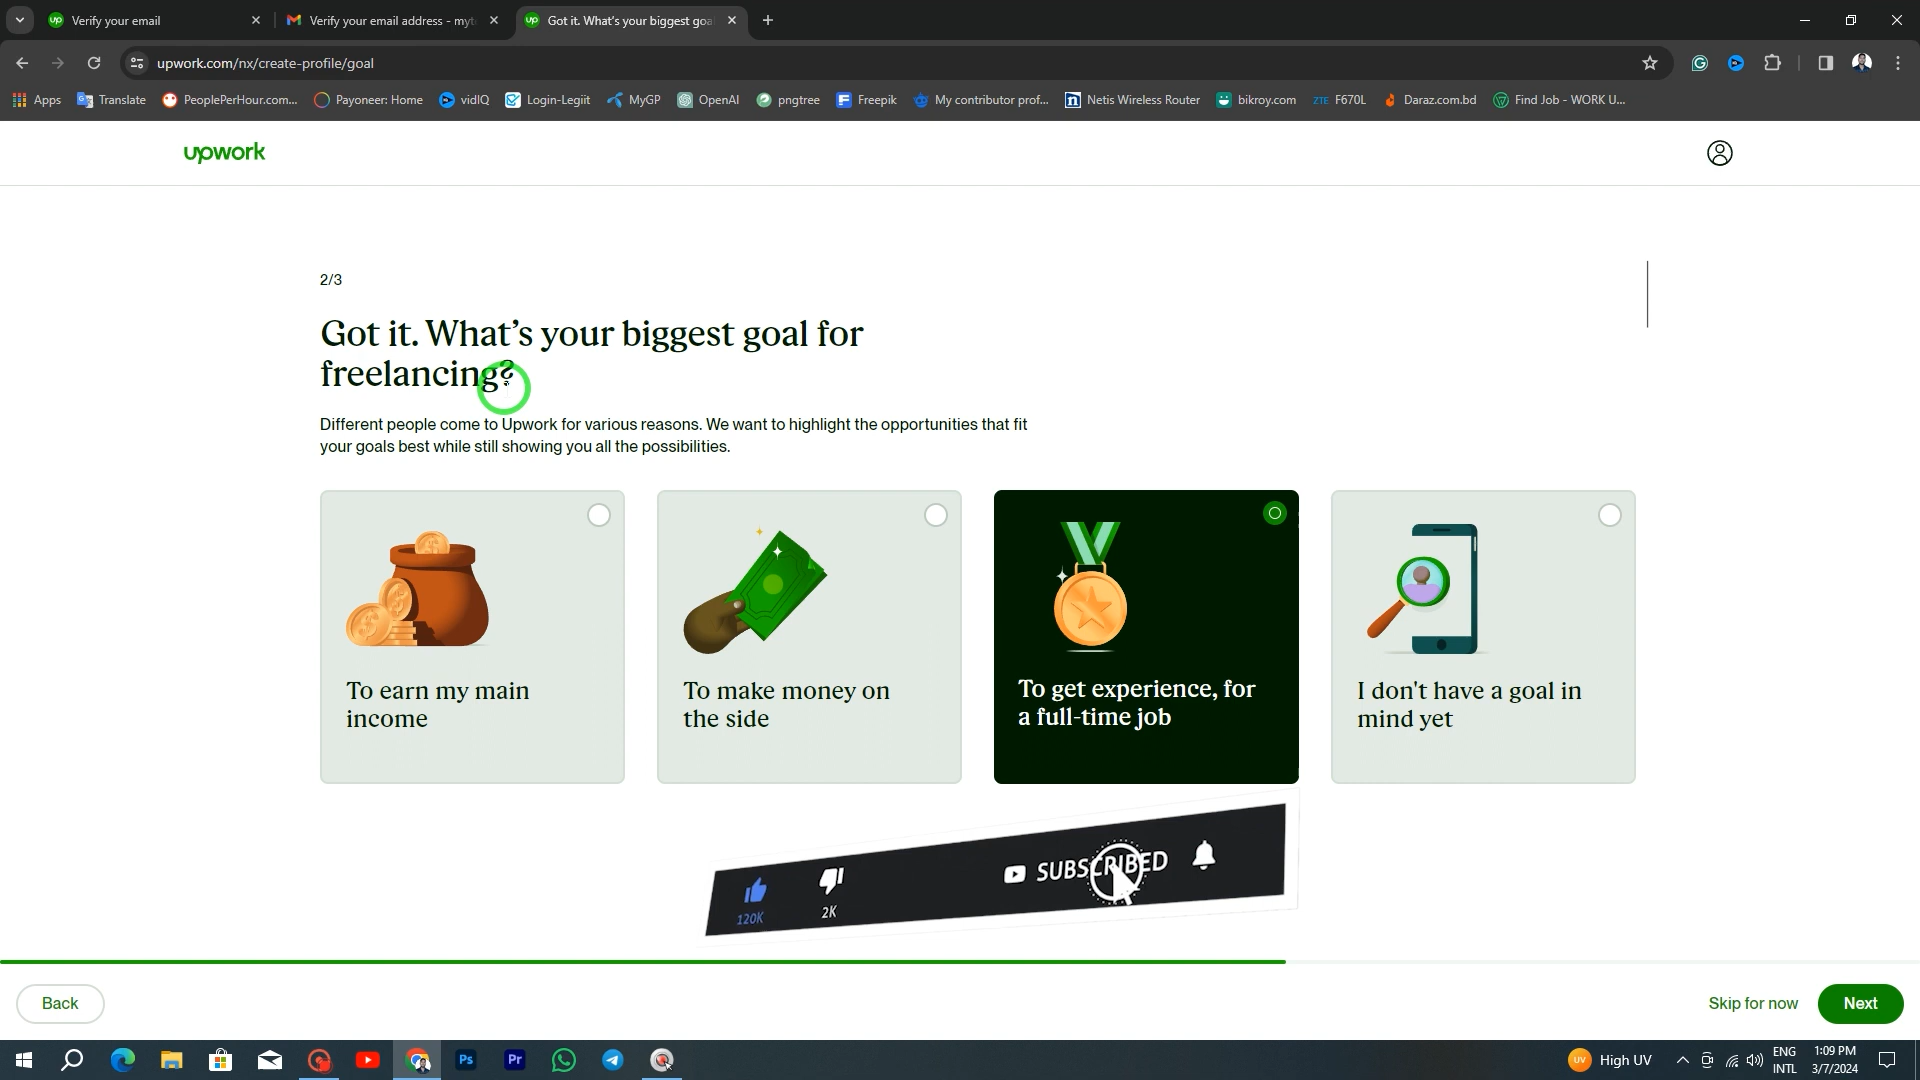 Verify your email
Verify your email address - myt
Got it. What's your biggest goa
upwork.com/nx/create-profile/goal
Apps
Translate
PeoplePerHour.com...
Payoneer: Home
vidIQ
Login-Legiit
MyGP
OpenAI
pngtree
Freepik
My contributor prof...
Netis Wireless Router
bikroy.com
ZTE F670L
Daraz.com.bd
Find Job - WORK U...
upwork
2/3
Got it. What's your biggest goal for
freelancing?
Different people come to Upwork for various reasons. We want to highlight the opportunities that fit
your goals best while still showing you all the possibilities.
To earn my main
income
To make money on
the side
To get experience, for
a full-time job
I don't have a goal in
mind yet
120K
2K
SUBSCRIBED
Back
Skip for now
Next
Ps
Pr
UV
High UV
ENG
INTL
1:09 PM
3/7/2024